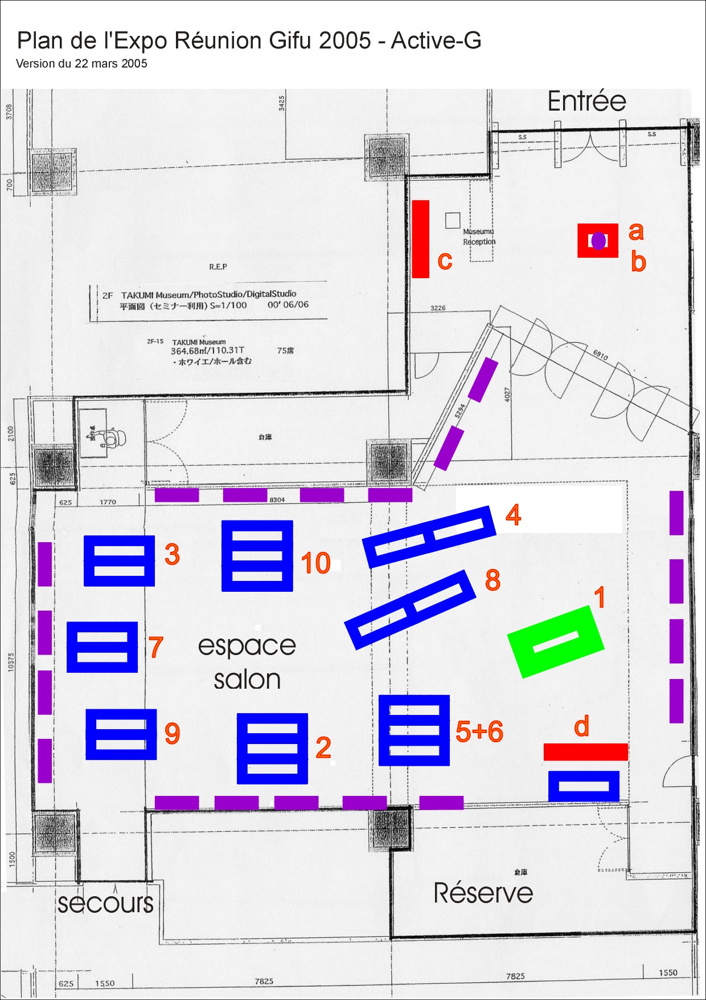 Plan de l'Expo Réunion Gifu 2005 - Active-G
Version du 22 mars 2005
Entrée
3708
3425
S.S
S.S
700
a
b
c
Museumu
Reception
R.E.P
2F TAKUMI Museum/PhotoStudio/DigitalStudio
平面図（セミナー利用) S=1/100 00' 06/06
3226
2F-15 TAKUMI Museum
364.68㎡/110.31T 75席
・ホワイエ/ホール含む
6910
4027
5294
2100
操作卓
倉庫
625
625
1770
8304
4
3
10
8
1
7
espace
salon
10375
9
2
5+6
d
1500
倉庫
Réserve
secours
625
1550
7825
7825
1550